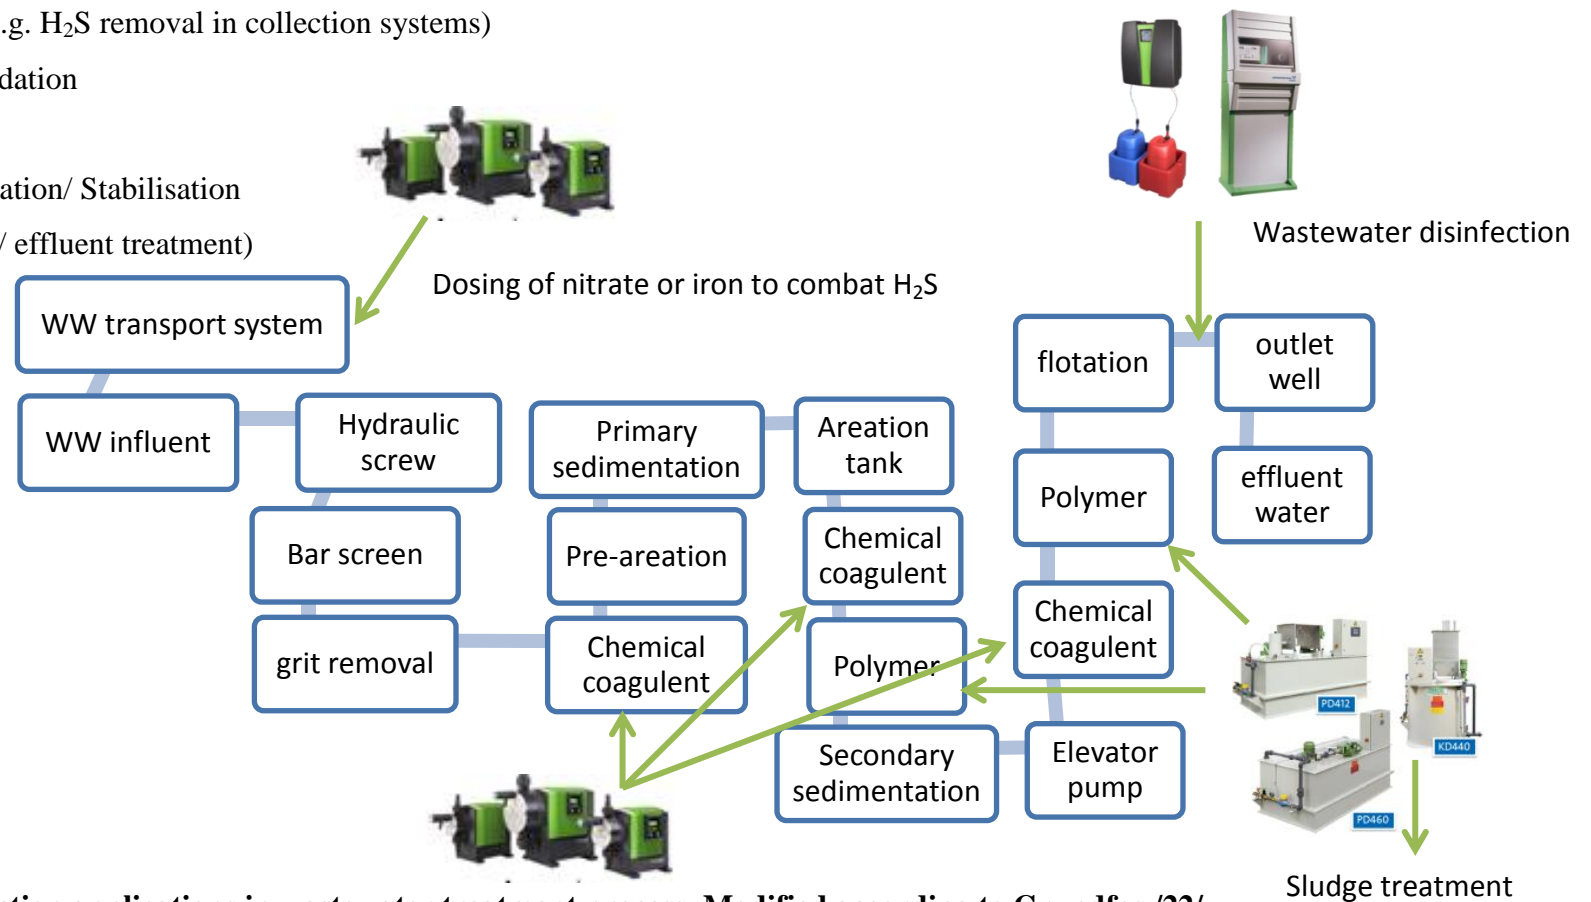 .g. H₂S removal in collection systems)
dation
ation/ Stabilisation
/ effluent treatment)
Wastewater disinfection
Dosing of nitrate or iron to combat H₂S
WW transport system
WW influent
Hydraulic
screw
Bar screen
grit removal
Chemical
coagulent
Pre-areation
Primary
sedimentation
Areation
tank
Chemical
coagulent
Polymer
Secondary
sedimentation
Elevator
pump
Chemical
coagulent
Polymer
flotation
outlet
well
effluent
water
PD412
KD440
PD460
Sludge treatment